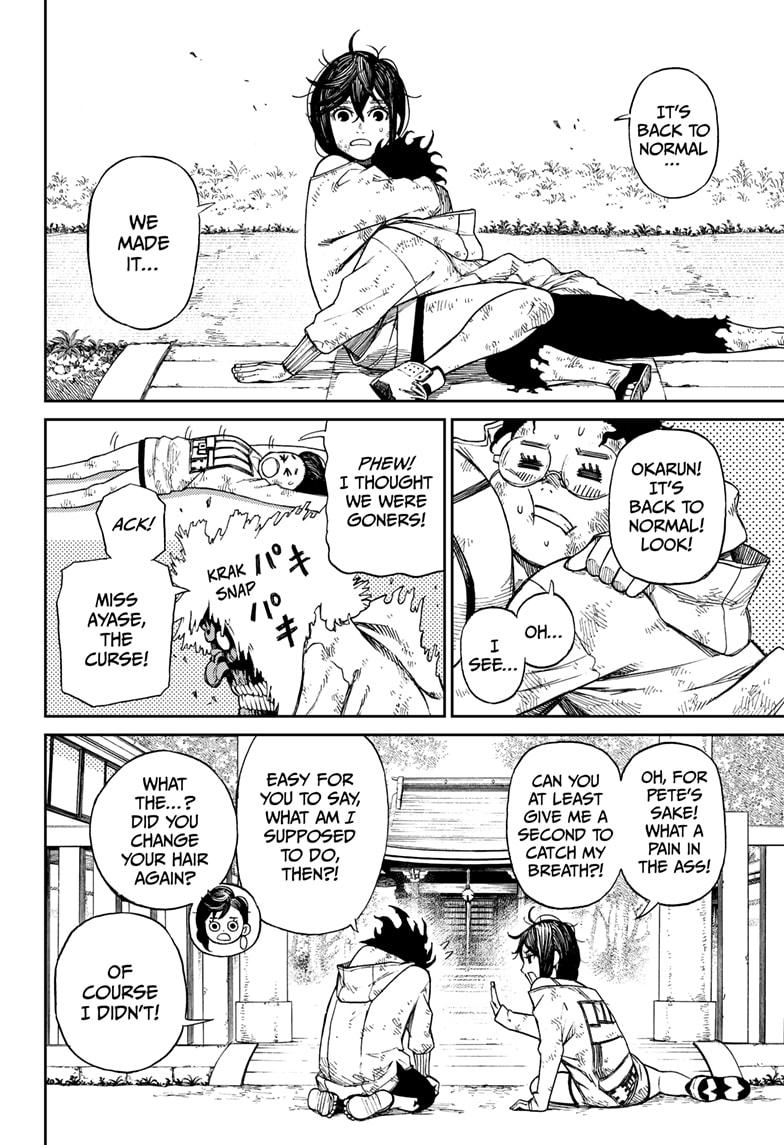 IT'S
BACK TO
NORMAL
...
WE
MADE
IT...
OKARUN!
IT'S
BACK TO
NORMAL!
LOOK!
OH...
I
SEE...
PHEW!
I THOUGHT
WE WERE
GONERS!
KRAK
SNAP
パキ
パキ
ACK!
MISS
AYASE,
THE
CURSE!
OH, FOR
PETE'S
SAKE!
WHAT A
PAIN IN
THE ASS!
CAN YOU
AT LEAST
GIVE ME A
SECOND TO
CATCH MY
BREATH?!
EASY FOR
YOU TO SAY,
WHAT AM I
SUPPOSED
TO DO,
THEN?!
WHAT
THE...?
DID YOU
CHANGE
YOUR HAIR
AGAIN?
OF
COURSE
I DIDN'T!